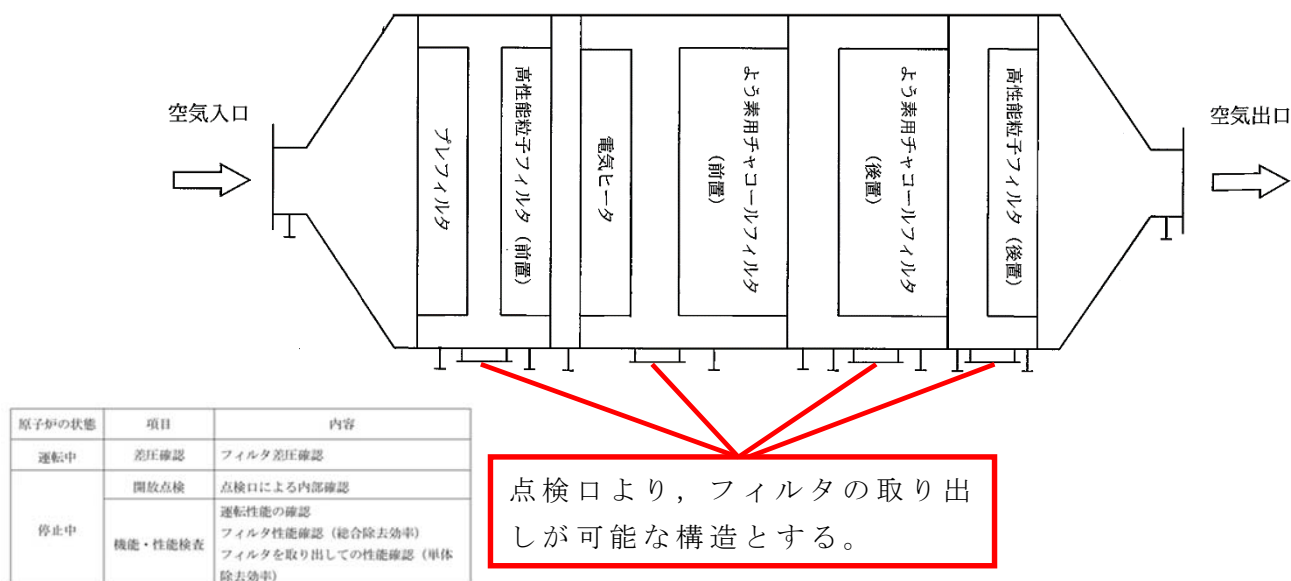 空気入口
プレフィルタ
高性能粒子フィルタ(前置)
電気ヒータ
よう素用チャコールフィルタ
(前置)
よう素用チャコールフィルタ
(後置)
高性能粒子フィルタ(後置)
空気出口
原子炉の状態 項目 内容
運転中 差圧確認 フィルタ差圧確認
停止中 開放点検 点検口による内部確認
機能・性能検査 運転性能の確認
フィルタ性能確認(総合除去効率)
フィルタを取り出しての性能確認(単体
除去効率)
点検口より,フィルタの取り出
しが可能な構造とする。